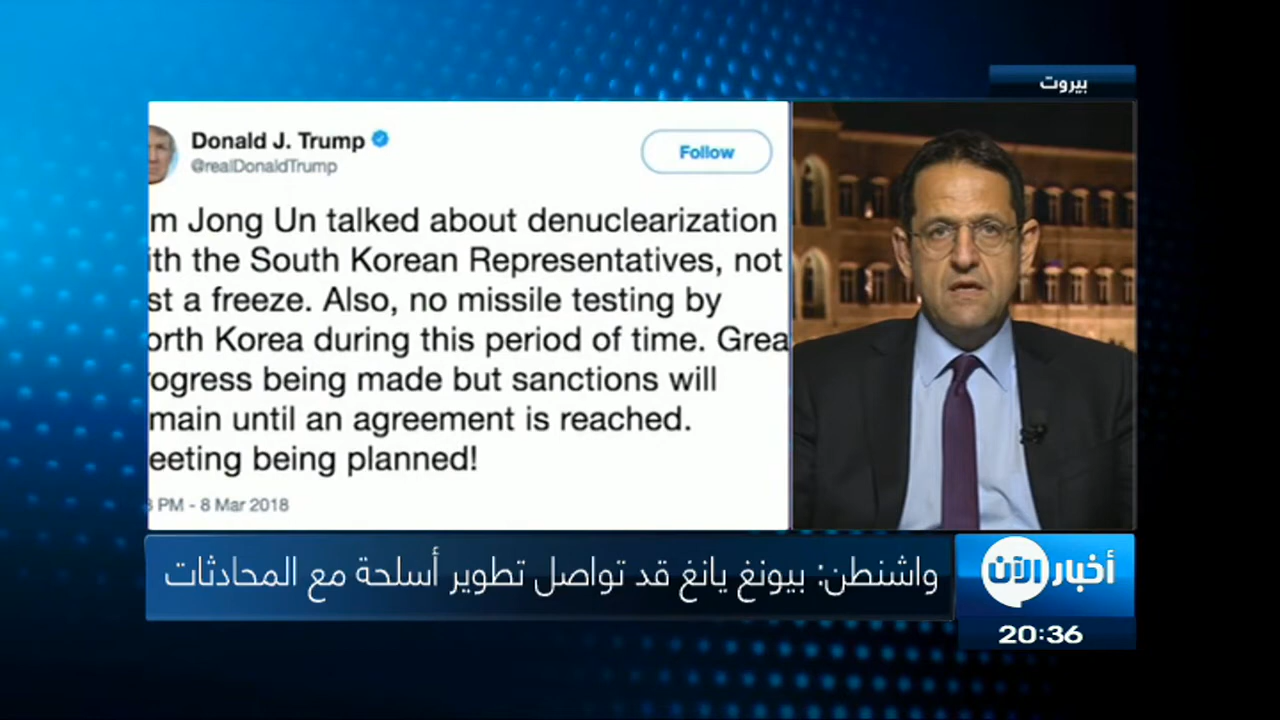 بيروت
Donald J. Trump
@realDonaldTrump
Follow
m Jong Un talked about denuclearization
ith the South Korean Representatives, not
st a freeze. Also, no missile testing by
orth Korea during this period of time. Grea
rogress being made but sanctions will
main until an agreement is reached.
eeting being planned!
8 PM - 8 Mar 2018
واشنطن: بيونغ يانغ قد تواصل تطوير أسلحة مع المحادثات
أخبار الآن
20:36